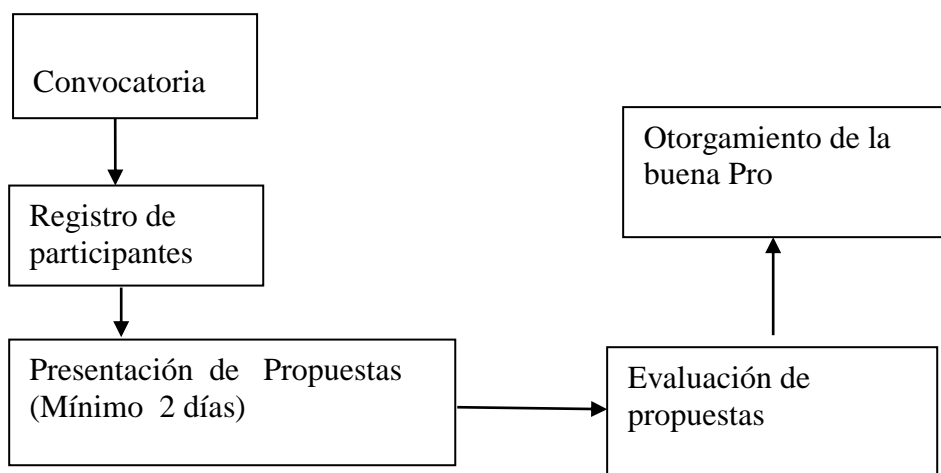 Convocatoria
Registro de
participantes
Presentación de Propuestas
(Mínimo 2 días)
Evaluación de
propuestas
Otorgamiento de la
buena Pro